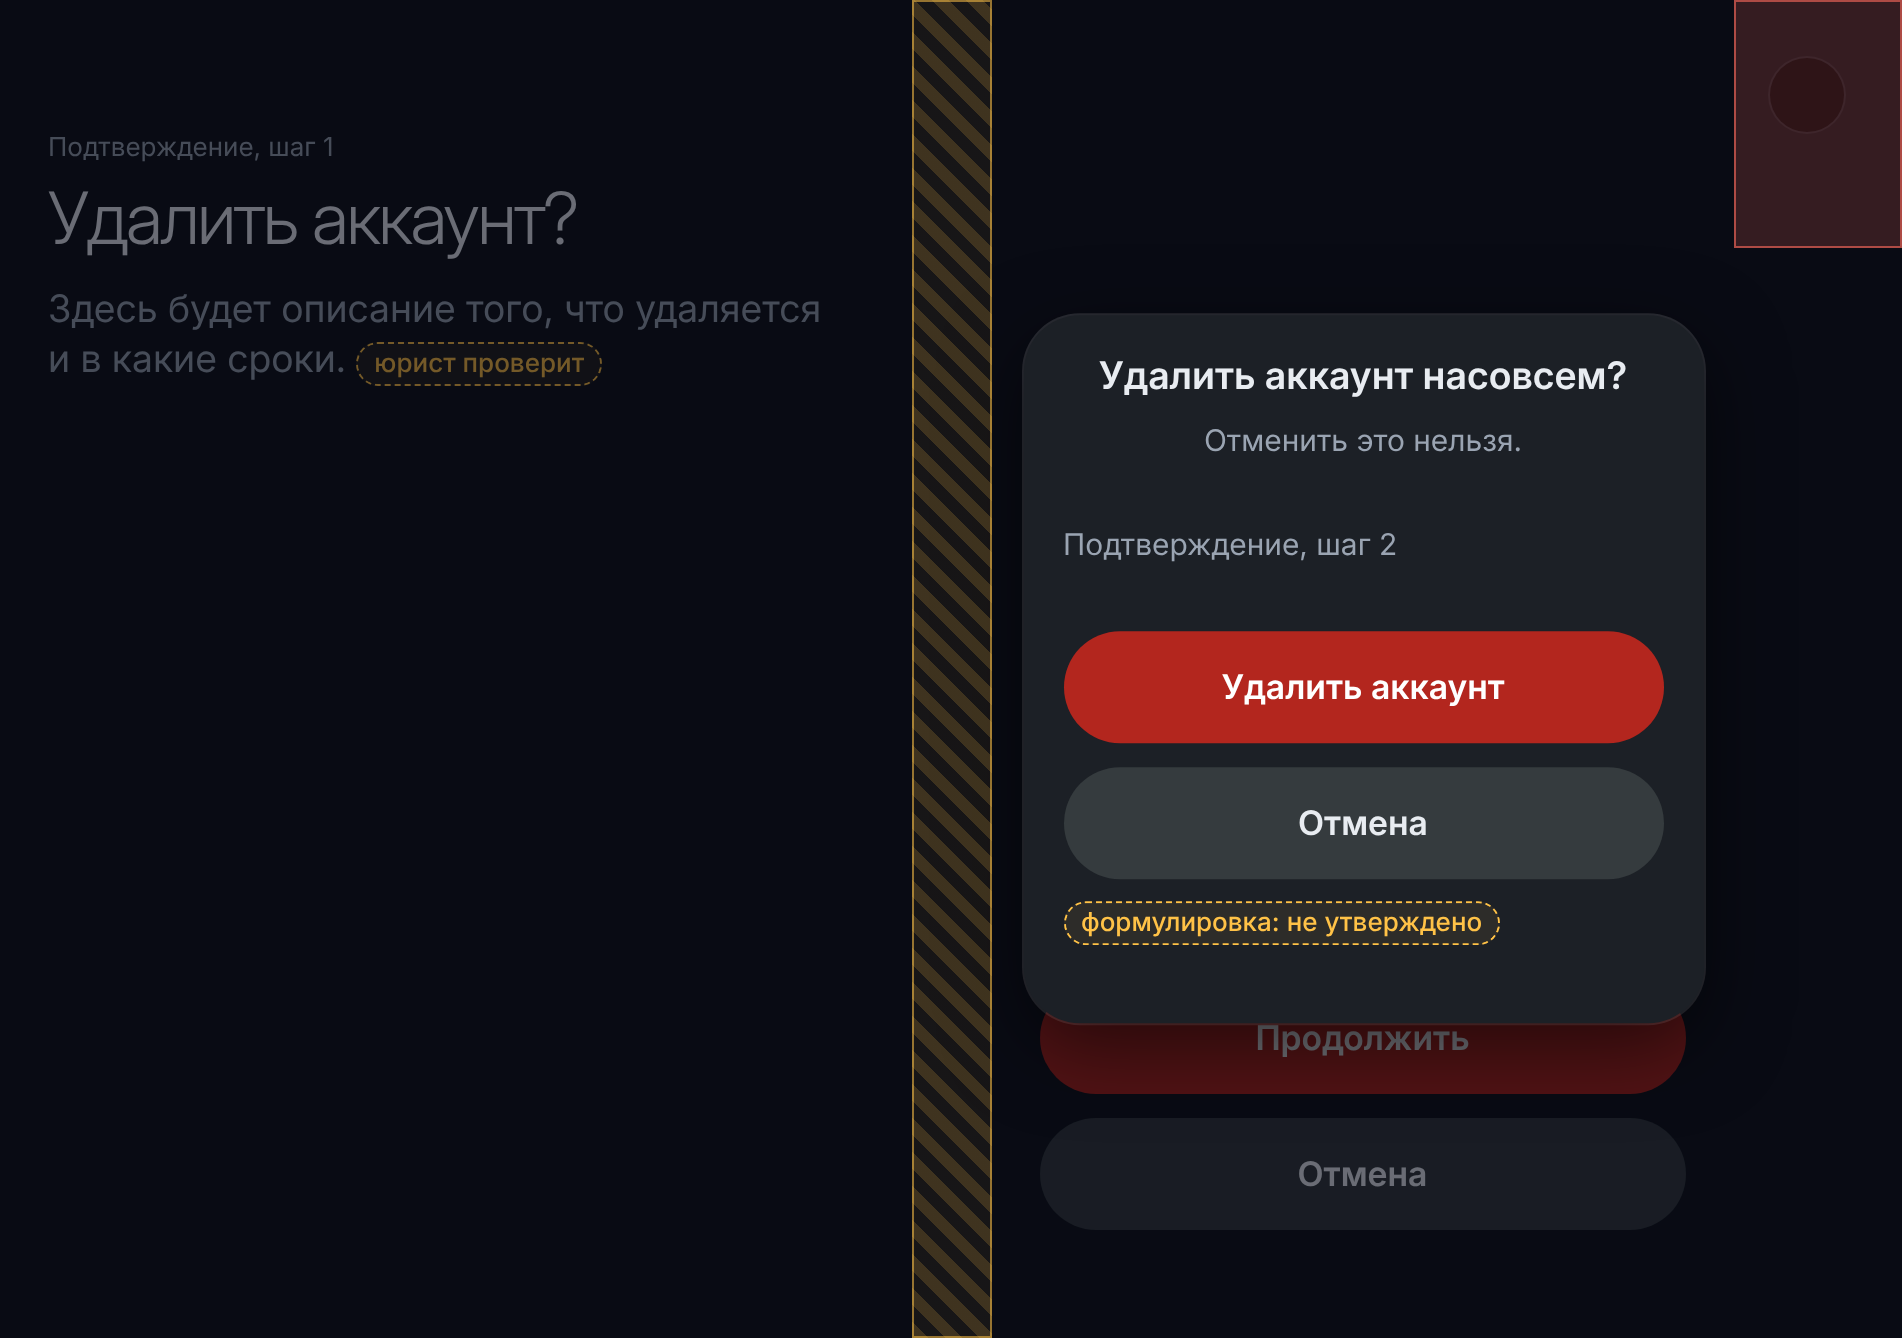 Подтверждение, шаг 1
Удалить аккаунт?
Здесь будет описание того, что удаляется
и в какие сроки. юрист проверит
Удалить аккаунт насовсем?
Отменить это нельзя.
Подтверждение, шаг 2
Удалить аккаунт
Отмена
формулировка: не утверждено
Продолжить
Отмена